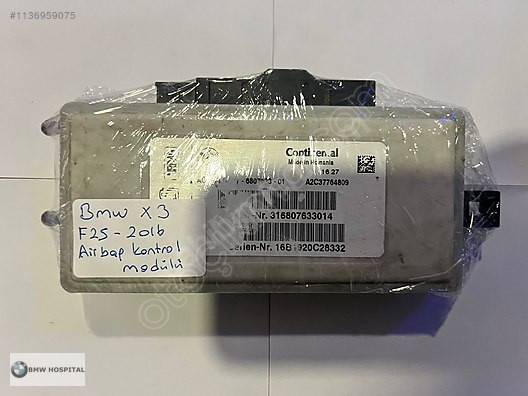 #1136959075
Continental
Made in Romania
16 27
A2C37764809
-Nr. 316807633014
Serien-Nr. 16B1920C28332
Bmw X3
F25-2016
Airbag kontrol
modülü
BMW HOSPITAL